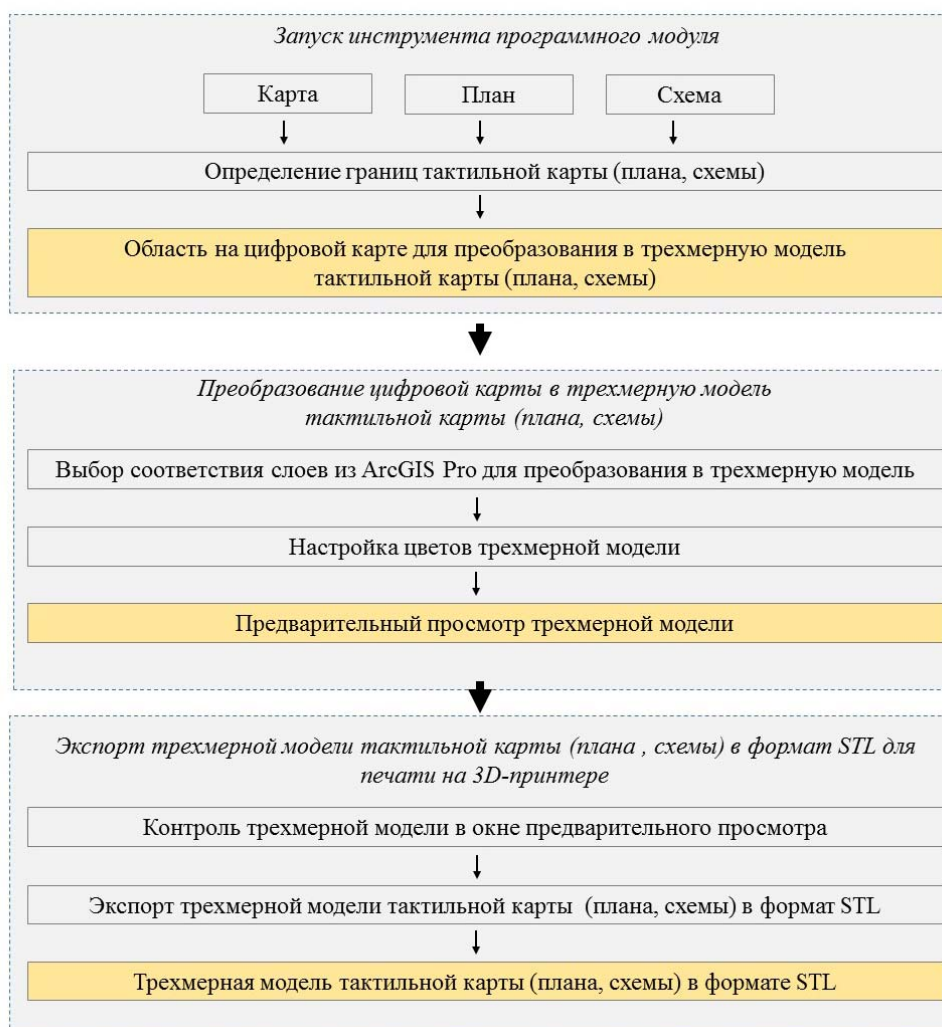 Запуск инструмента программного модуля
Карта План Схема
Определение границ тактильной карты (плана, схемы)
Область на цифровой карте для преобразования в трехмерную модель
тактильной карты (плана, схемы)
Преобразование цифровой карты в трехмерную модель
тактильной карты (плана, схемы)
Выбор соответствия слоев из ArcGIS Pro для преобразования в трехмерную модель
Настройка цветов трехмерной модели
Предварительный просмотр трехмерной модели
Экспорт трехмерной модели тактильной карты (плана , схемы) в формат STL для
печати на 3D-принтере
Контроль трехмерной модели в окне предварительного просмотра
Экспорт трехмерной модели тактильной карты (плана, схемы) в формат STL
Трехмерная модель тактильной карты (плана, схемы) в формате STL